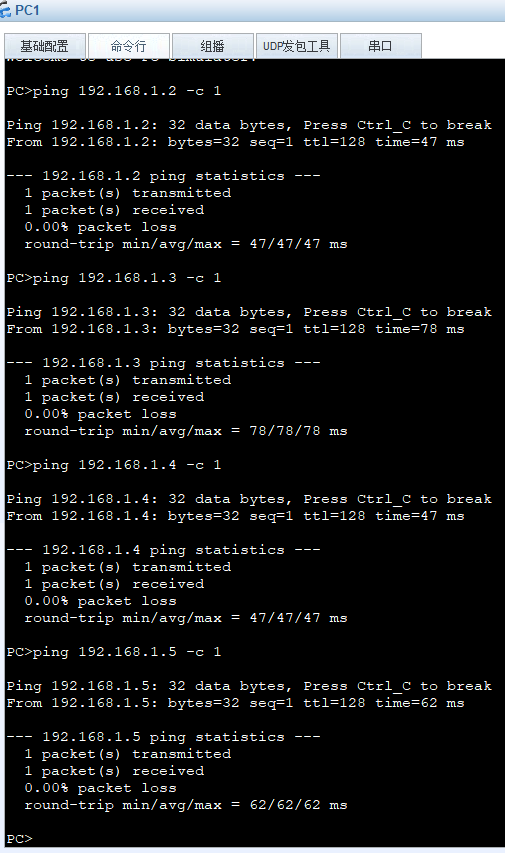 PC1
基础配置 命令行 组播 UDP发包工具 串口
PC>ping 192.168.1.2 -c 1
Ping 192.168.1.2: 32 data bytes, Press Ctrl_C to break
From 192.168.1.2: bytes=32 seq=1 ttl=128 time=47 ms
--- 192.168.1.2 ping statistics ---
1 packet(s) transmitted
1 packet(s) received
0.00% packet loss
round-trip min/avg/max = 47/47/47 ms
PC>ping 192.168.1.3 -c 1
Ping 192.168.1.3: 32 data bytes, Press Ctrl_C to break
From 192.168.1.3: bytes=32 seq=1 ttl=128 time=78 ms
--- 192.168.1.3 ping statistics ---
1 packet(s) transmitted
1 packet(s) received
0.00% packet loss
round-trip min/avg/max = 78/78/78 ms
PC>ping 192.168.1.4 -c 1
Ping 192.168.1.4: 32 data bytes, Press Ctrl_C to break
From 192.168.1.4: bytes=32 seq=1 ttl=128 time=47 ms
--- 192.168.1.4 ping statistics ---
1 packet(s) transmitted
1 packet(s) received
0.00% packet loss
round-trip min/avg/max = 47/47/47 ms
PC>ping 192.168.1.5 -c 1
Ping 192.168.1.5: 32 data bytes, Press Ctrl_C to break
From 192.168.1.5: bytes=32 seq=1 ttl=128 time=62 ms
--- 192.168.1.5 ping statistics ---
1 packet(s) transmitted
1 packet(s) received
0.00% packet loss
round-trip min/avg/max = 62/62/62 ms
PC>